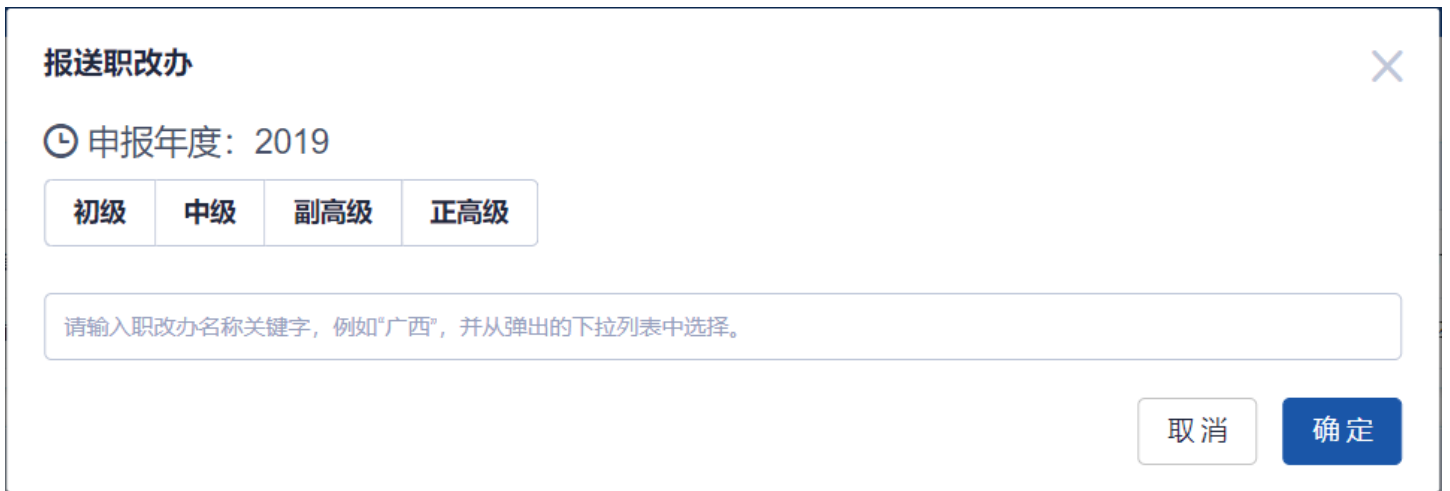 报送职改办
申报年度：2019
初级 中级 副高级 正高级
请输入职改办名称关键字，例如“广西”，并从弹出的下拉列表中选择。
取消 确定